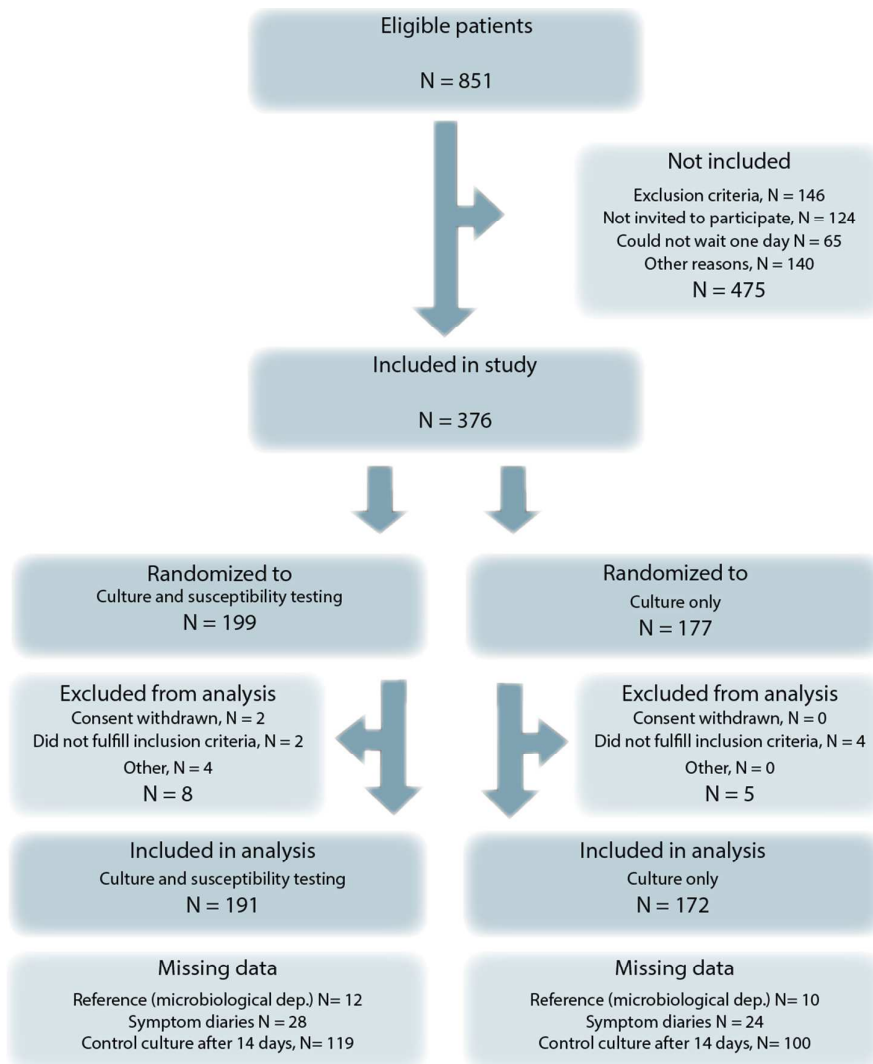 Eligible patients
N = 851
Not included
Exclusion criteria, N = 146
Not invited to participate, N = 124
Could not wait one day N = 65
Other reasons, N = 140
N = 475
Included in study
N = 376
Randomized to
Culture and susceptibility testing
N = 199
Randomized to
Culture only
N = 177
Excluded from analysis
Consent withdrawn, N = 2
Did not fulfill inclusion criteria, N = 2
Other, N = 4
N = 8
Excluded from analysis
Consent withdrawn, N = 0
Did not fulfill inclusion criteria, N = 4
Other, N = 0
N = 5
Included in analysis
Culture and susceptibility testing
N = 191
Included in analysis
Culture only
N = 172
Missing data
Reference (microbiological dep.) N= 12
Symptom diaries N = 28
Control culture after 14 days, N= 119
Missing data
Reference (microbiological dep.) N= 10
Symptom diaries N = 24
Control culture after 14 days, N= 100